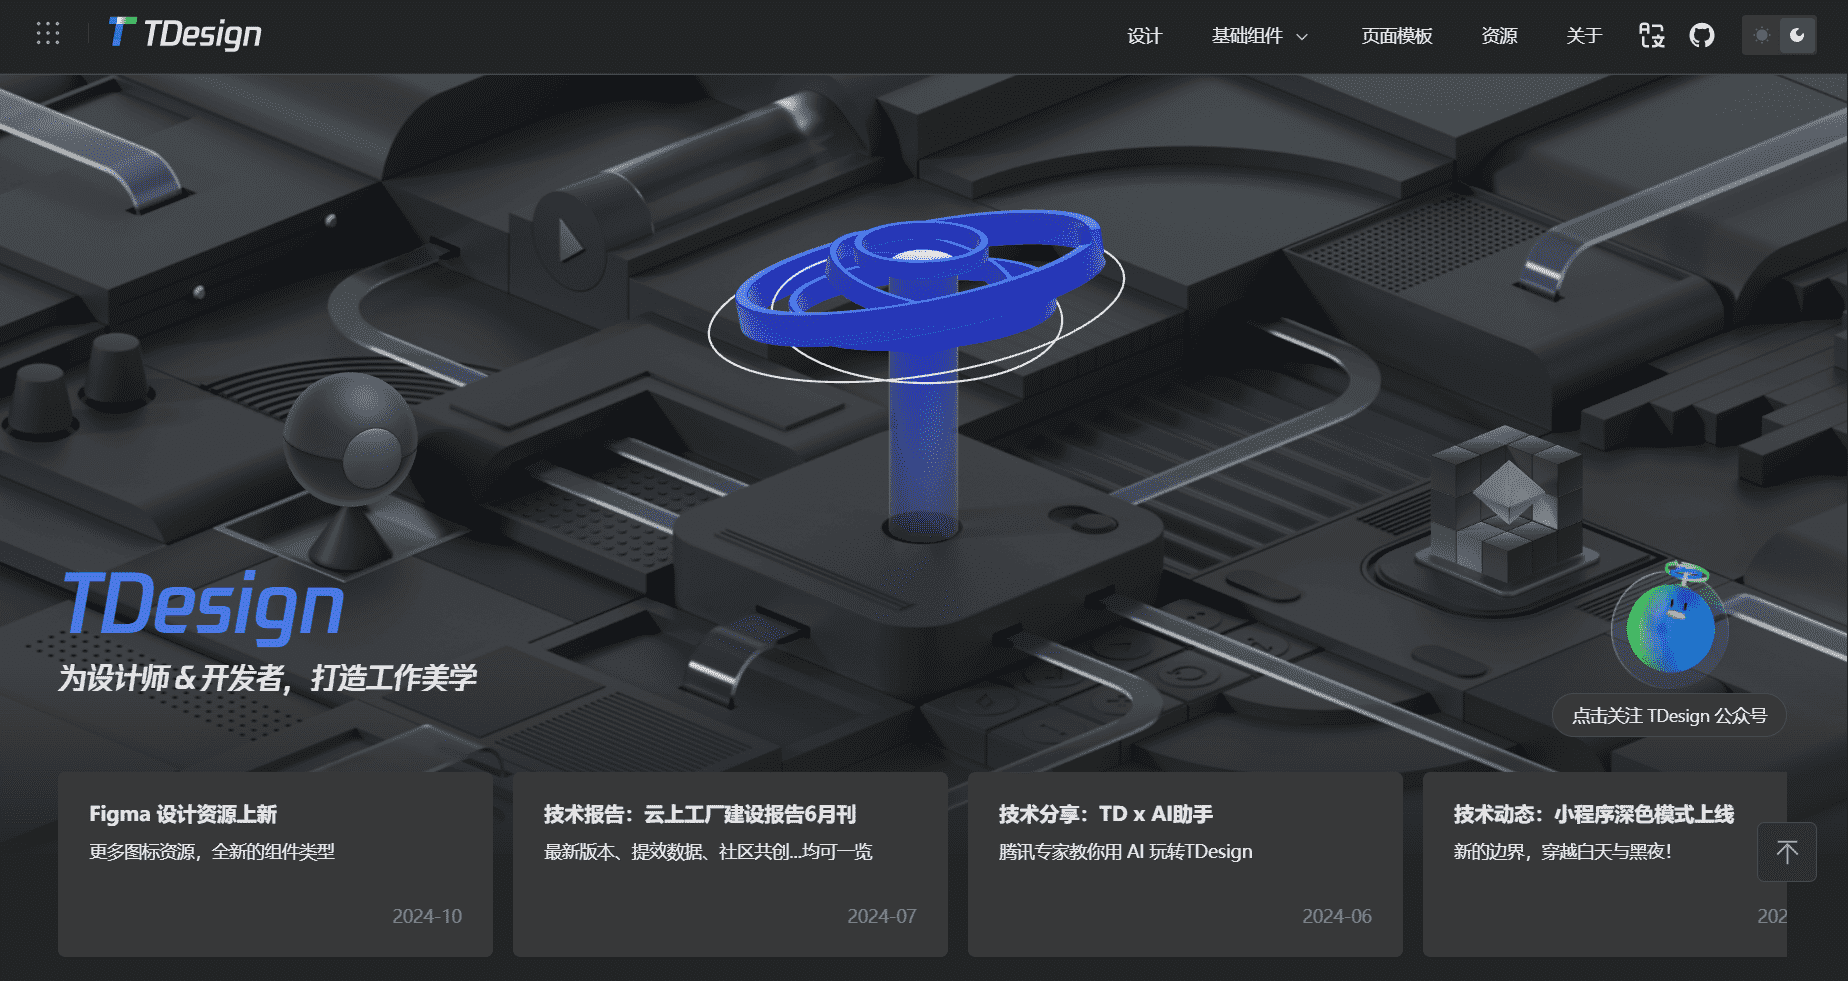 TDesign
设计
基础组件
页面模板
资源
关于
TDesign
为设计师 & 开发者，打造工作美学
点击关注 TDesign 公众号
Figma 设计资源上新
更多图标资源，全新的组件类型
2024-10
技术报告：云上工厂建设报告6月刊
最新版本、提效数据、社区共创...均可一览
2024-07
技术分享：TD x AI助手
腾讯专家教你用 AI 玩转TDesign
2024-06
技术动态：小程序深色模式上线
新的边界，穿越白天与黑夜！
202